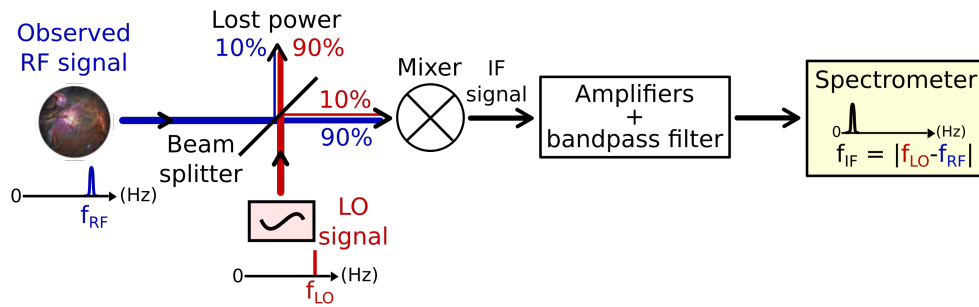 Observed
RF signal
0
(Hz)
f_RF
Lost power
10%
90%
10%
90%
Beam
splitter
LO
signal
0
(Hz)
f_LO
Mixer
IF
signal
Amplifiers
+
bandpass filter
Spectrometer
0
(Hz)
f_IF = |f_LO-f_RF|